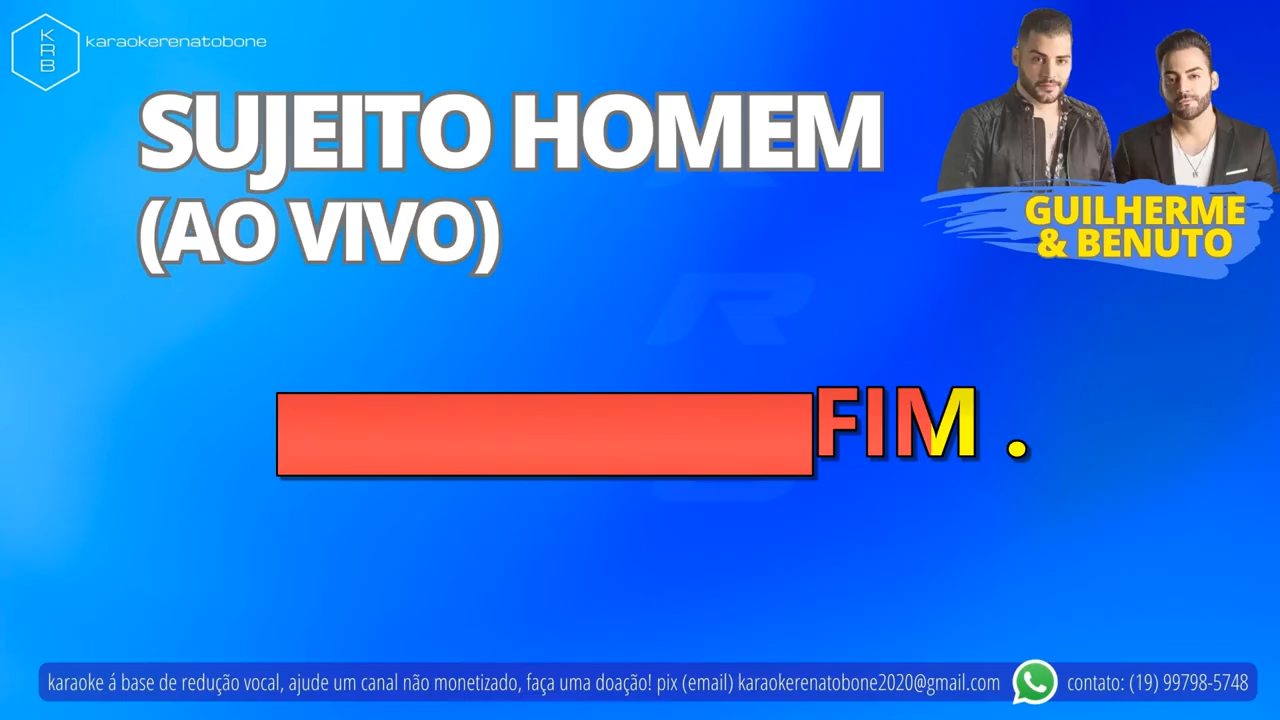 KRB
karaokerenatobone
SUJEITO HOMEM
(AO VIVO)
GUILHERME
& BENUTO
FIM .
karaoke á base de redução vocal, ajude um canal não monetizado, faça uma doação! pix (email) karaokerenatobone2020@gmail.com contato: (19) 99798-5748